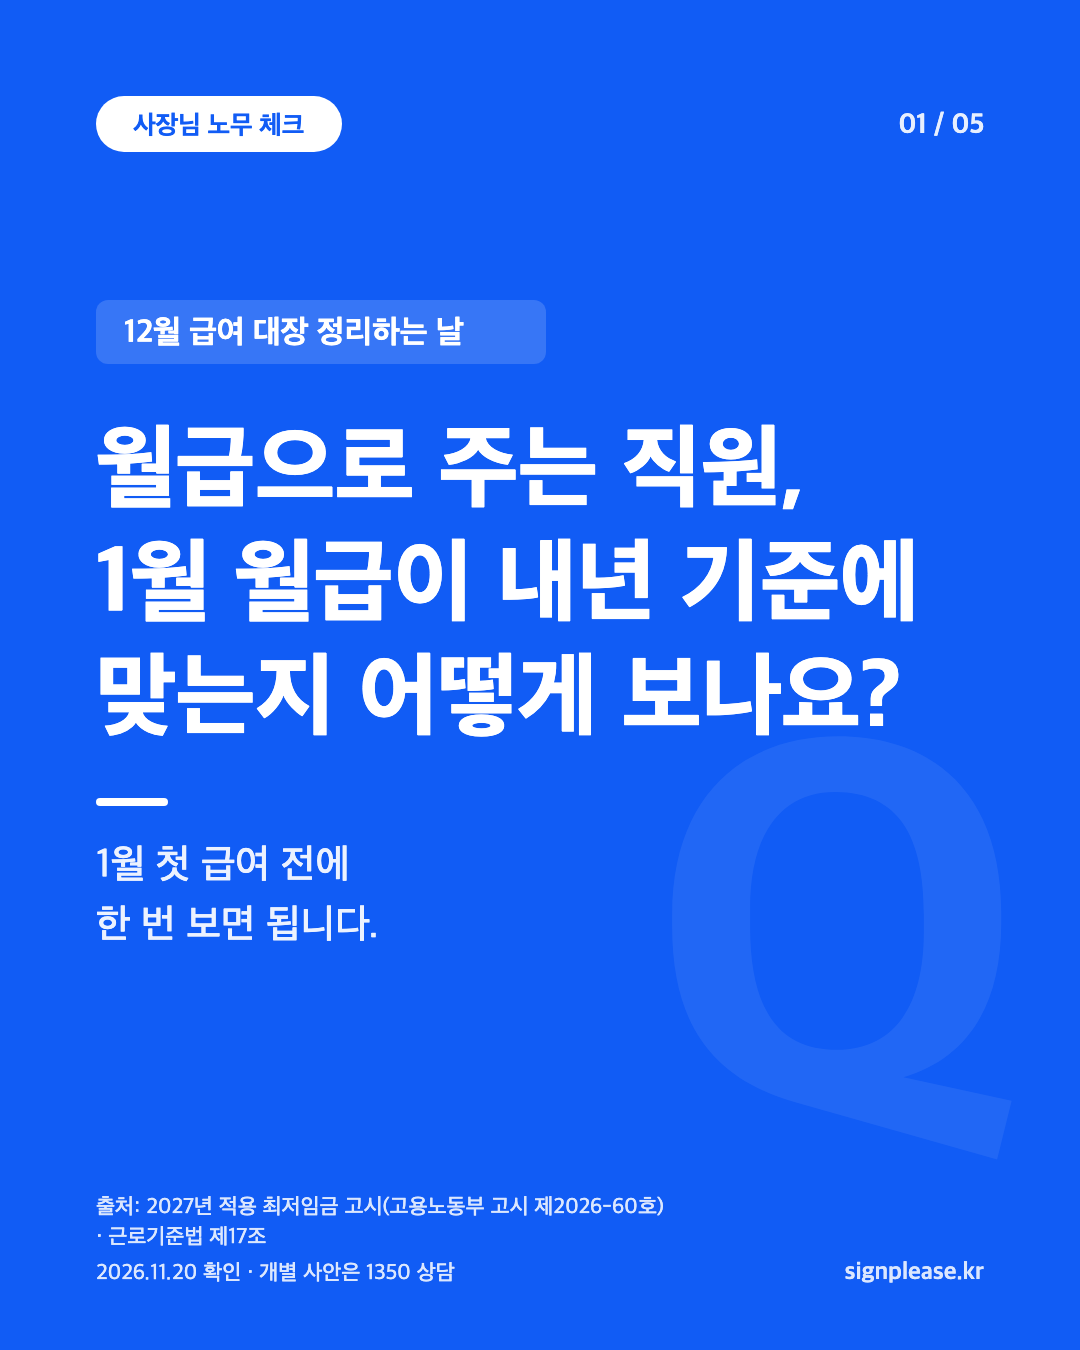 사장님 노무 체크
01 / 05
12월 급여 대장 정리하는 날
월급으로 주는 직원,
1월 월급이 내년 기준에
맞는지 어떻게 보나요?
1월 첫 급여 전에
한 번 보면 됩니다.
Q
출처: 2027년 적용 최저임금 고시(고용노동부 고시 제2026-60호)
· 근로기준법 제17조
2026.11.20 확인 · 개별 사안은 1350 상담
signplease.kr